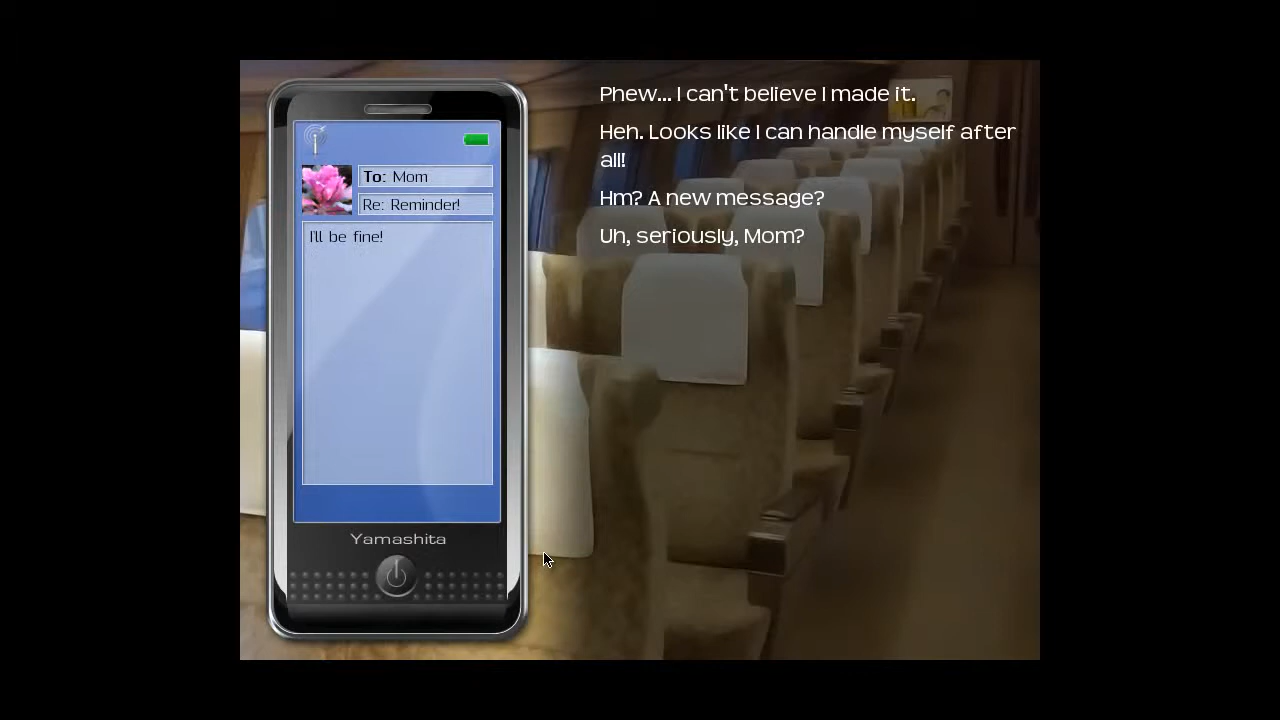 To: Mom
Re: Reminder!
I'll be fine!
Yamashita
Phew... I can't believe I made it.
Heh. Looks like I can handle myself after
all!
Hm? A new message?
Uh, seriously, Mom?